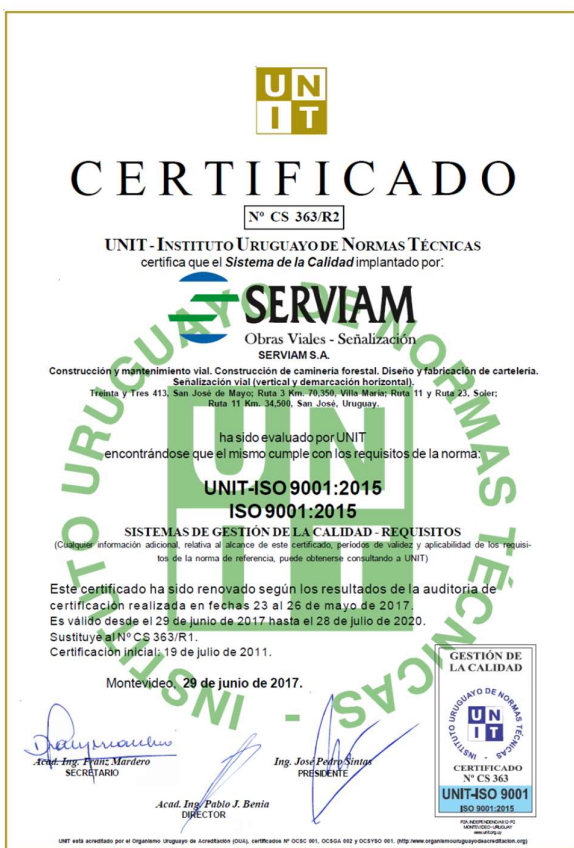 UNIT
CERTIFICADO
Nº CS 363/R2
UNIT - INSTITUTO URUGUAYO DE NORMAS TÉCNICAS
certifica que el Sistema de la Calidad implantado por:
SERVIAM
Obras Viales - Señalización
SERVIAM S.A.
Construcción y mantenimiento vial. Construcción de caminería forestal. Diseño y fabricación de cartelería.
Señalización vial (vertical y demarcación horizontal).
Treinta y Tres 413, San José de Mayo; Ruta 3 Km. 70,350, Villa María; Ruta 11 y Ruta 23, Soler;
Ruta 11 Km. 34,500, San José, Uruguay.
ha sido evaluado por UNIT
encontrándose que el mismo cumple con los requisitos de la norma:
UNIT-ISO 9001:2015
ISO 9001:2015
SISTEMAS DE GESTIÓN DE LA CALIDAD - REQUISITOS
(Cualquier información adicional, relativa al alcance de este certificado, períodos de validez y aplicabilidad de los requisi-
tos de la norma de referencia, puede obtenerse consultando a UNIT)
Este certificado ha sido renovado según los resultados de la auditoría de
certificación realizada en fechas 23 al 26 de mayo de 2017.
Es válido desde el 29 de junio de 2017 hasta el 28 de julio de 2020.
Sustituye al Nº CS 363/R1.
Certificación inicial: 19 de julio de 2011.
Montevideo, 29 de junio de 2017.
Acad. Ing. Franz Mardero
SECRETARIO
Ing. José Pedro Sintas
PRESIDENTE
Acad. Ing. Pablo J. Benia
DIRECTOR
INSTITUTO URUGUAYO DE NORMAS TÉCNICAS -
UNIT
GESTIÓN DE
LA CALIDAD
INSTITUTO URUGUAYO DE NORMAS TÉCNICAS -
UNIT
CERTIFICADO
Nº CS 363
UNIT-ISO 9001
ISO 9001:2015
PZA. INDEPENDENCIA 812-P2
MONTEVIDEO-URUGUAY
www.unit.org.uy
UNIT está acreditado por el Organismo Uruguayo de Acreditación (OUA), certificados Nº OCSC 001, OCSGA 002 y OCSYSO 001. (http://www.organismouruguayodeacreditacion.org)